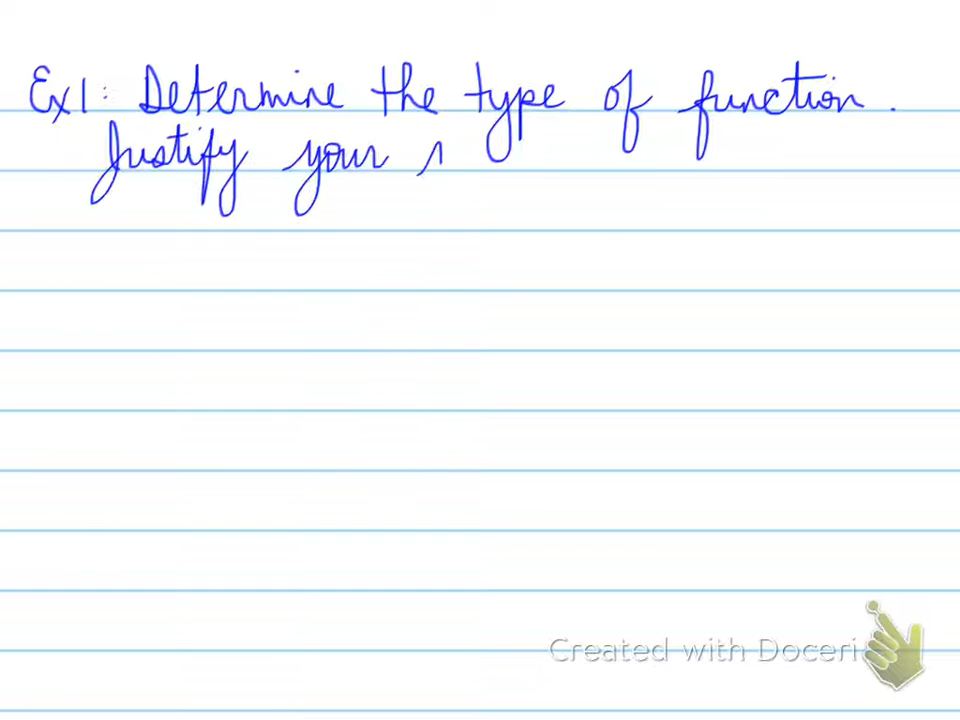 Ex1: Determine the type of function.
Justify your
Created with Doceri